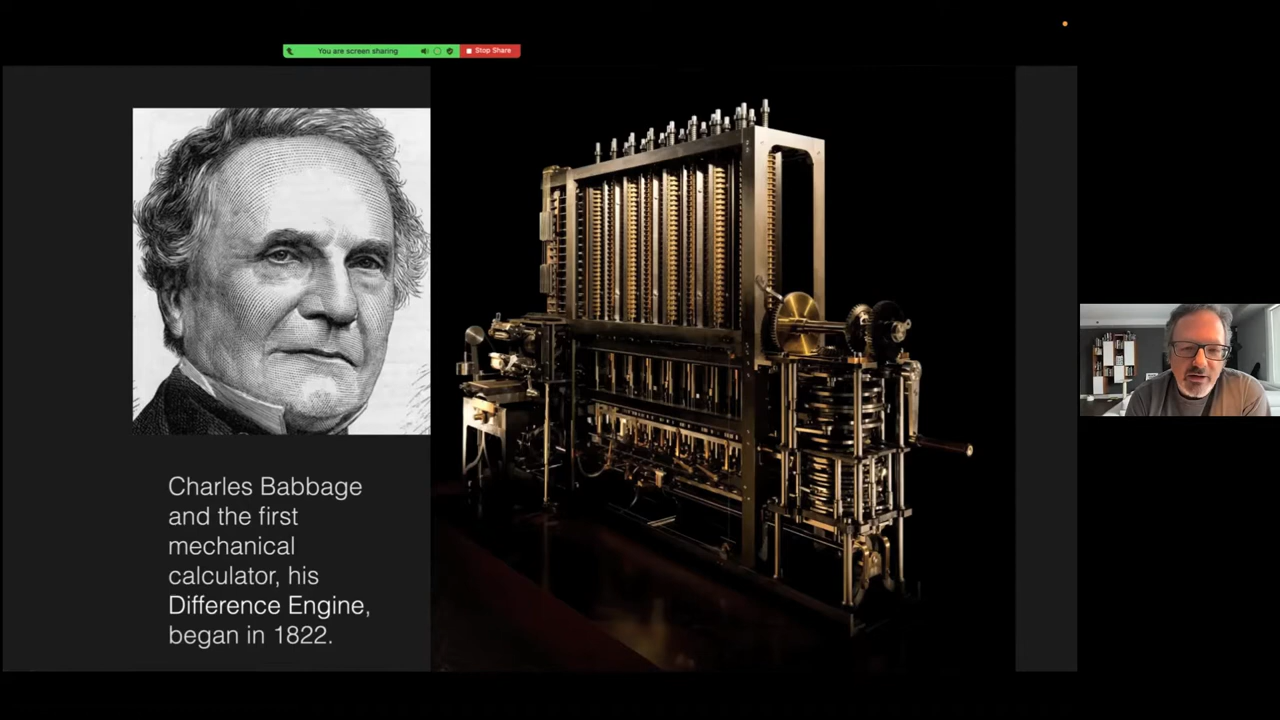 You are screen sharing
Stop Share
Charles Babbage
and the first
mechanical
calculator, his
Difference Engine,
began in 1822.